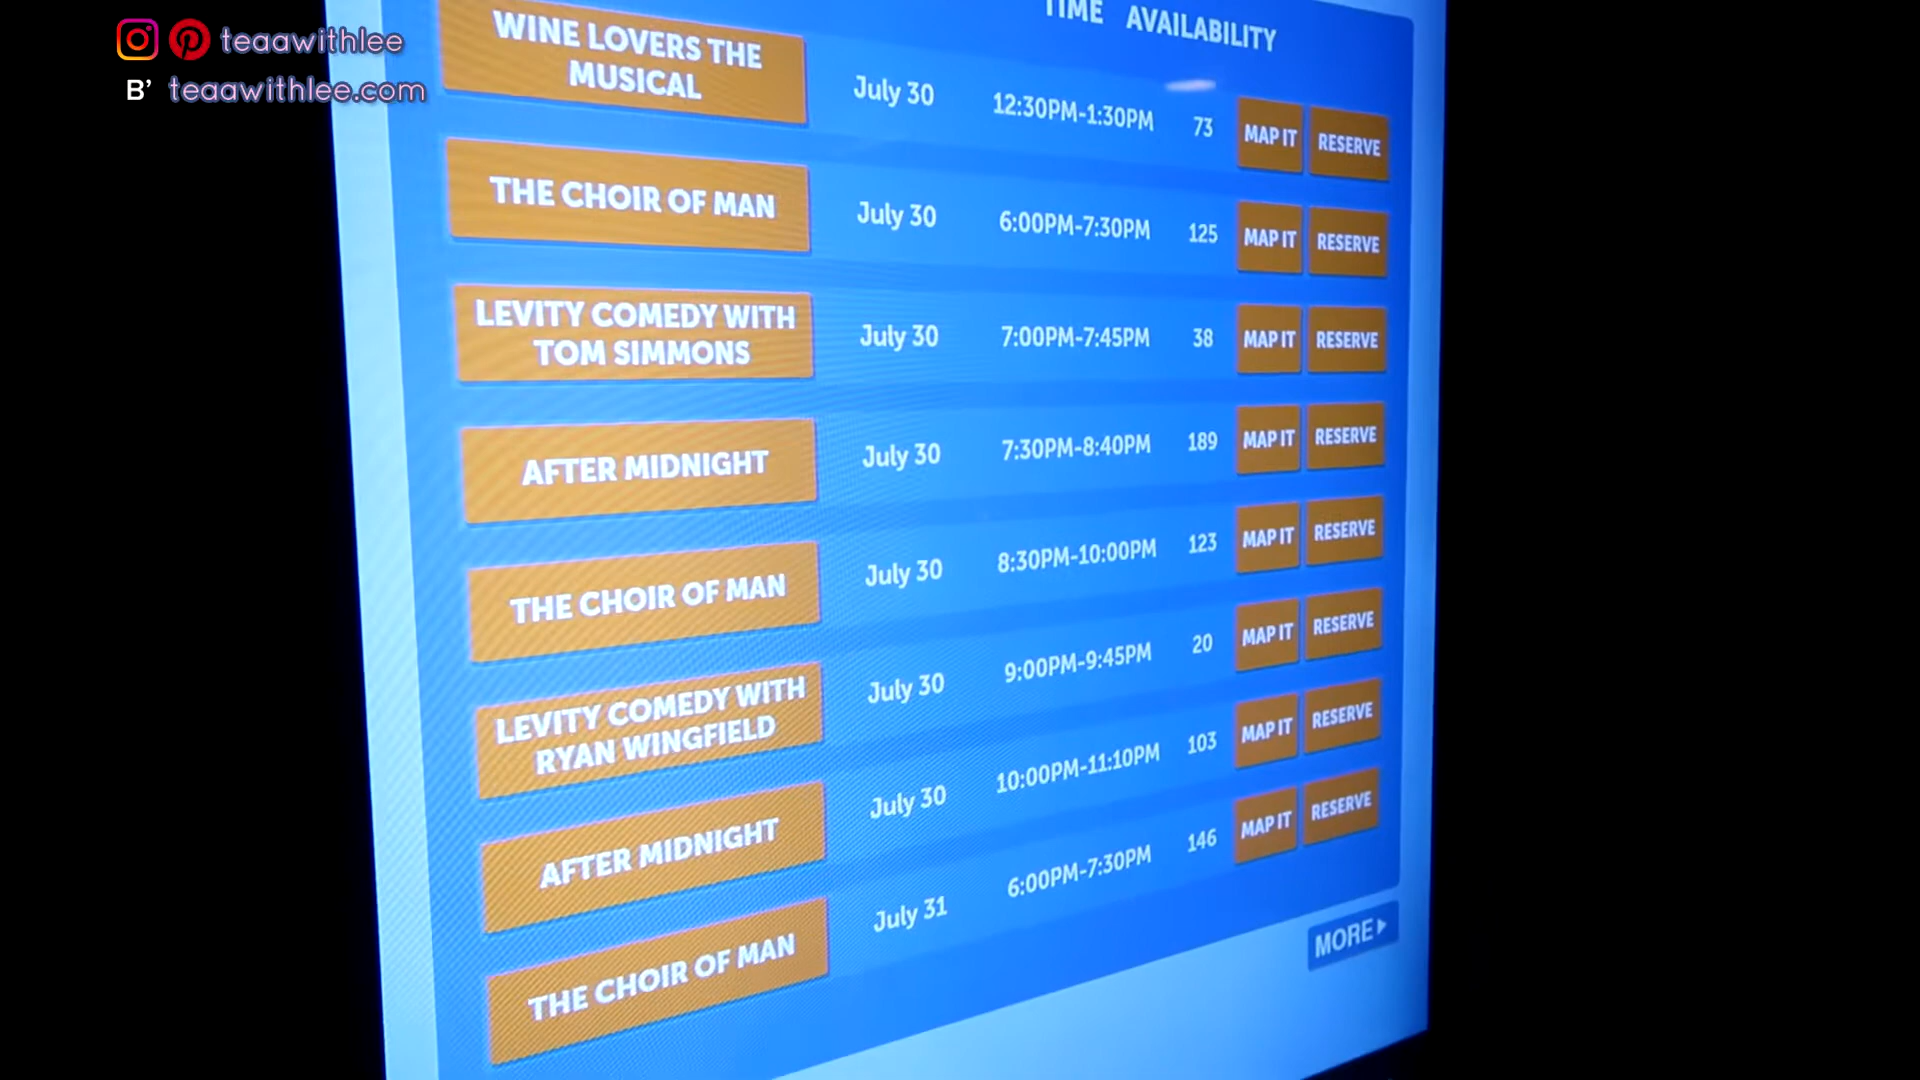 teaawithlee
B' teaawithlee.com
TIME AVAILABILITY
WINE LOVERS THE
MUSICAL
July 30 12:30PM-1:30PM 73 MAP IT RESERVE
THE CHOIR OF MAN July 30 6:00PM-7:30PM 125 MAP IT RESERVE
LEVITY COMEDY WITH
TOM SIMMONS
July 30 7:00PM-7:45PM 38 MAP IT RESERVE
AFTER MIDNIGHT July 30 7:30PM-8:40PM 189 MAP IT RESERVE
THE CHOIR OF MAN July 30 8:30PM-10:00PM 123 MAP IT RESERVE
LEVITY COMEDY WITH
RYAN WINGFIELD
July 30 9:00PM-9:45PM 20 MAP IT RESERVE
AFTER MIDNIGHT July 30 10:00PM-11:10PM 103 MAP IT RESERVE
THE CHOIR OF MAN July 31 6:00PM-7:30PM 146 MAP IT RESERVE
MORE